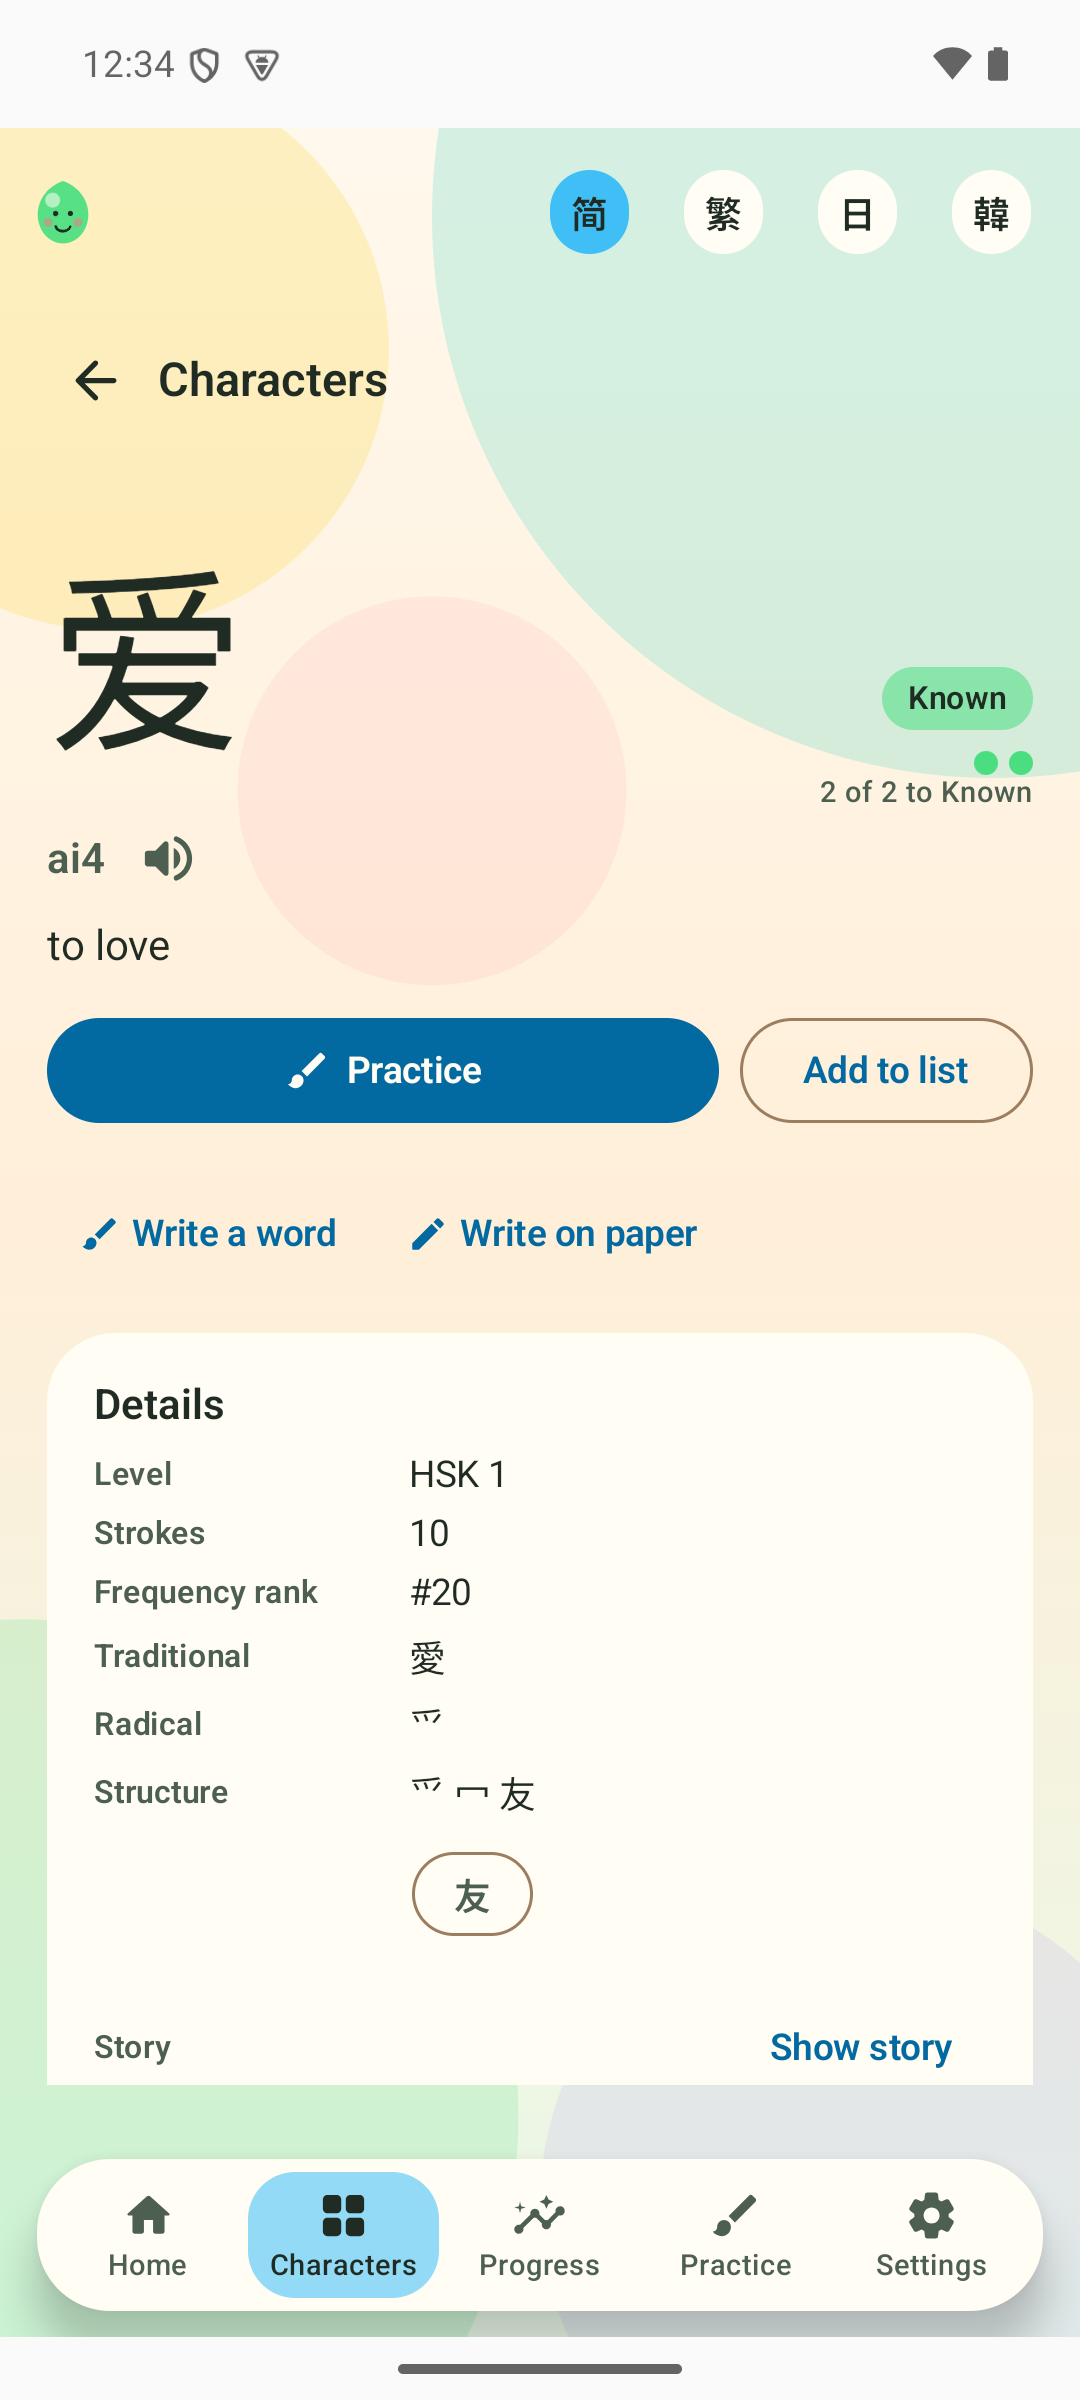 12:34
简 繁 日 韓
Characters
爱
Known
2 of 2 to Known
ai4
to love
Practice
Add to list
Write a word
Write on paper
Details
Level HSK 1
Strokes 10
Frequency rank #20
Traditional 愛
Radical 爫
Structure 爫 冖 友
友
Story Show story
Home Characters Progress Practice Settings